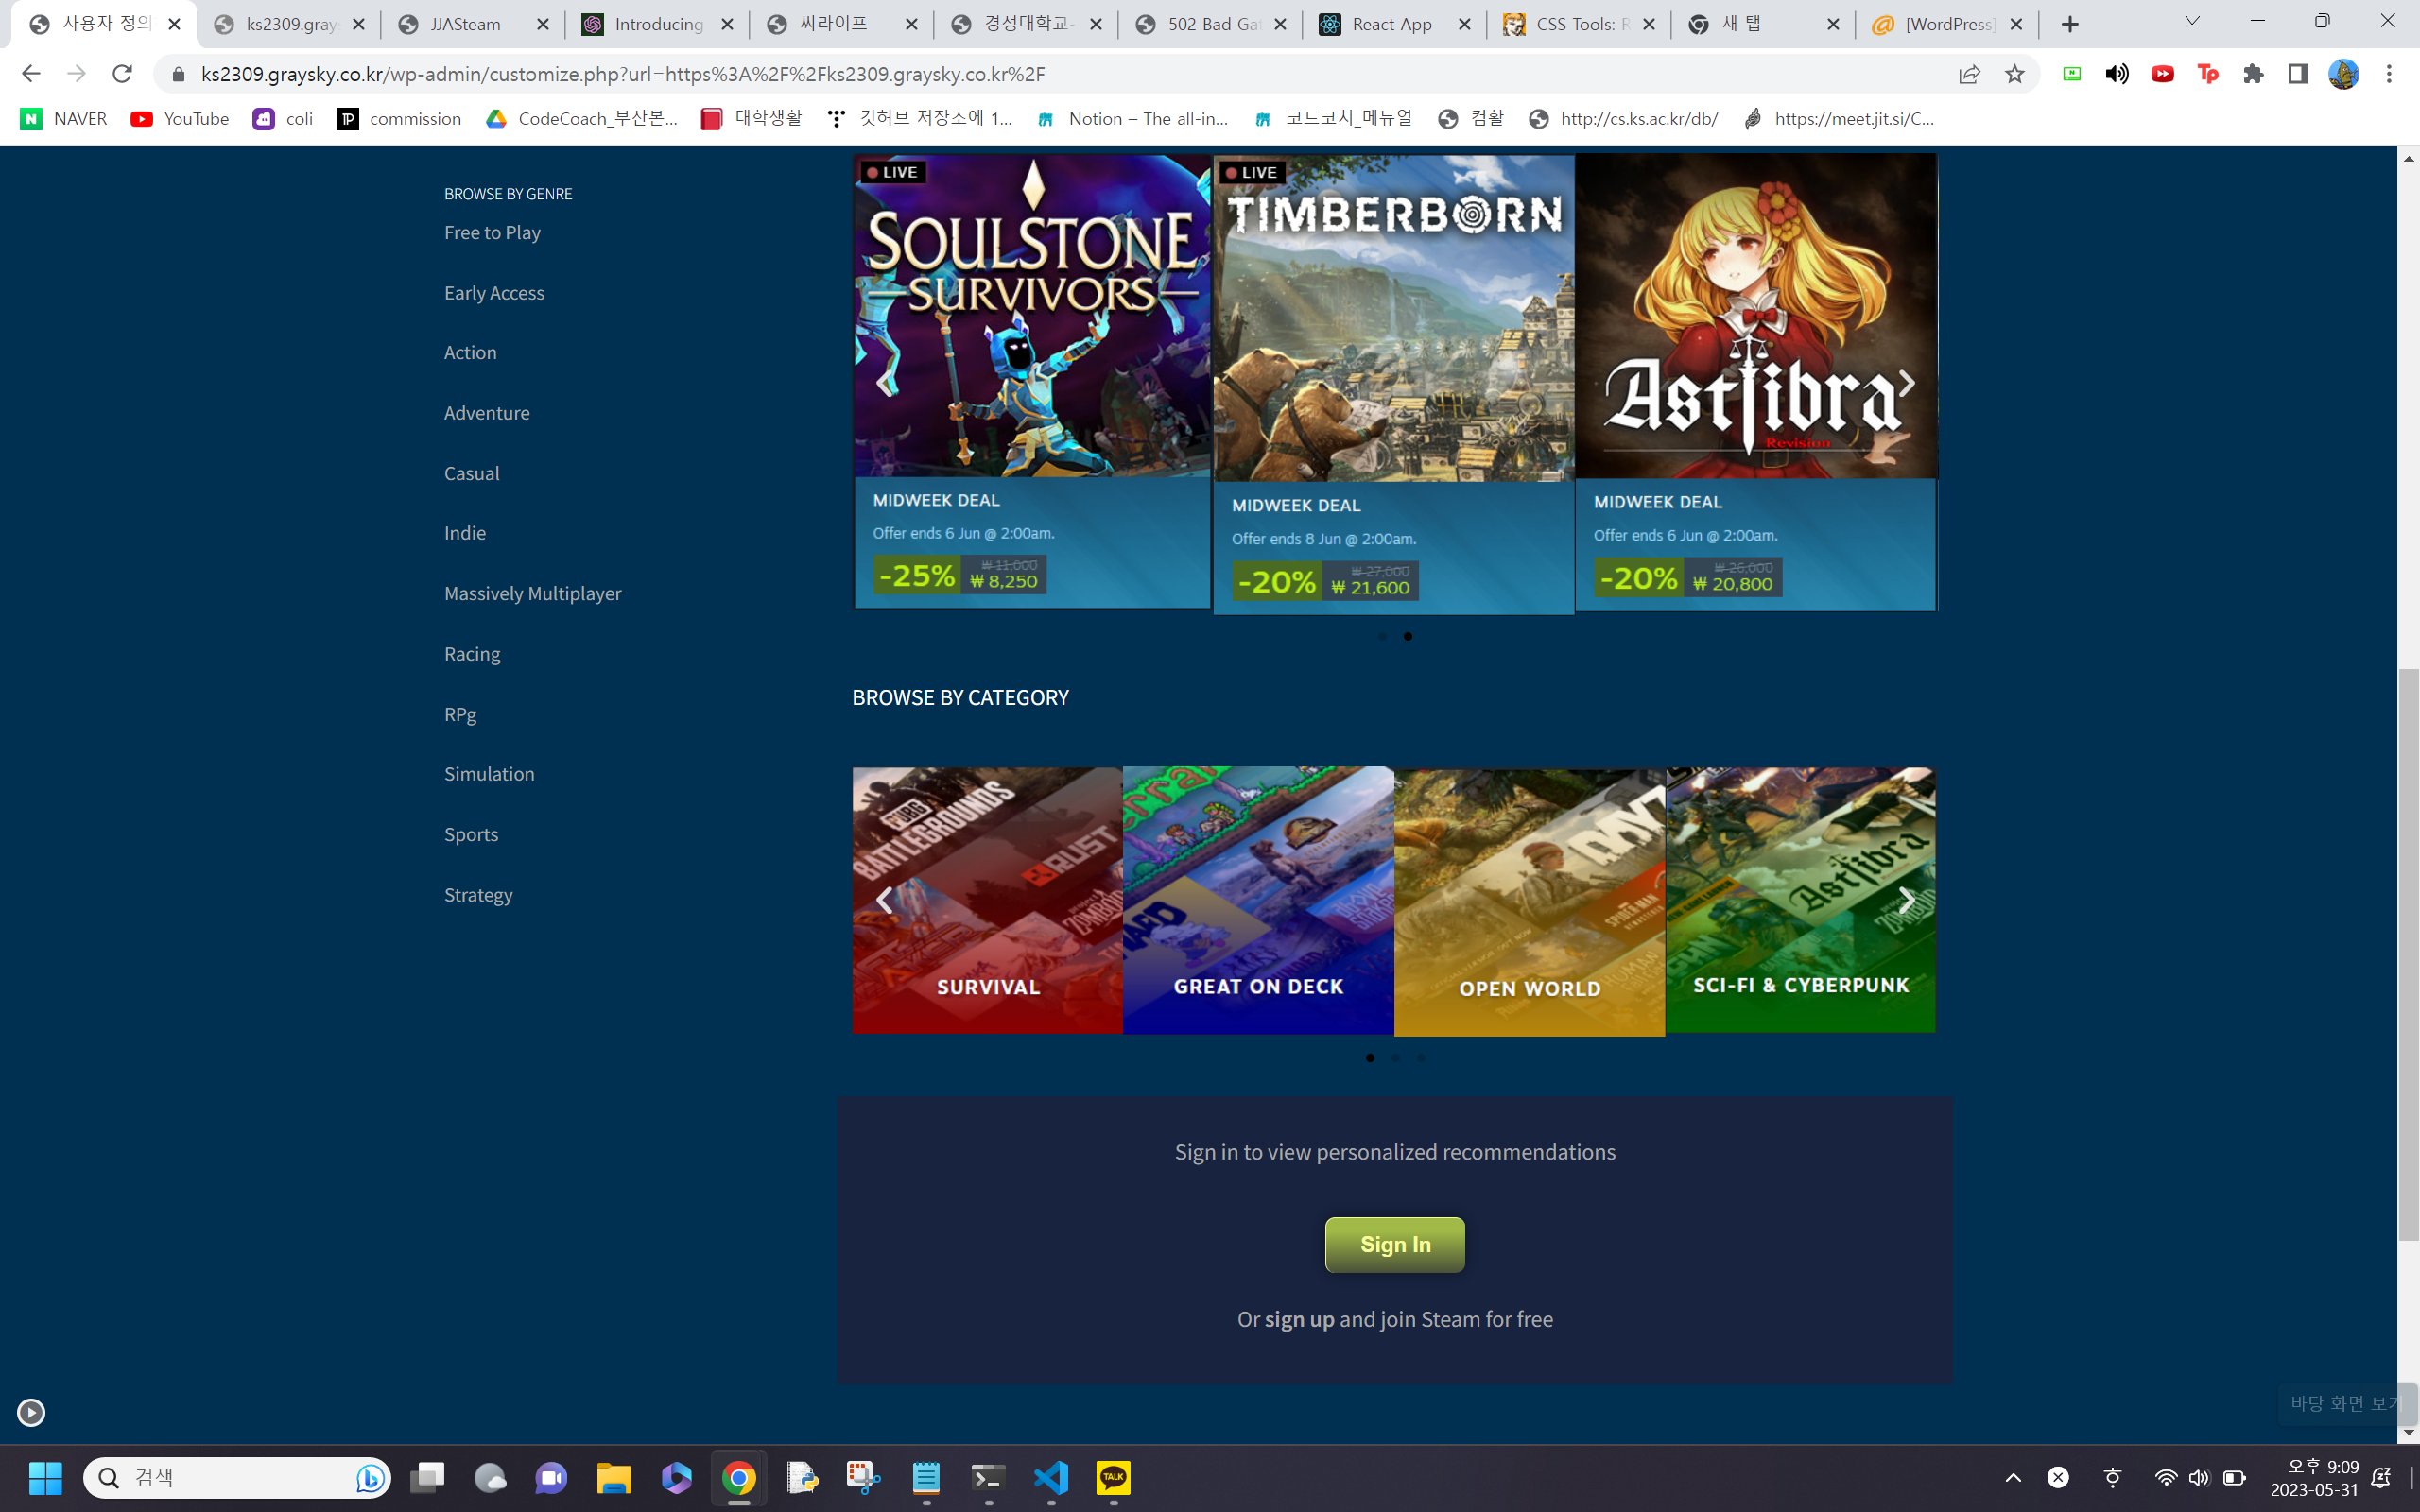 사용자 정의
ks2309.gray
JJASteam
Introducing
씨라이프
경성대학교-
502 Bad Ga
React App
CSS Tools: R
새 탭
[WordPress]
ks2309.graysky.co.kr/wp-admin/customize.php?url=https%3A%2F%2Fks2309.graysky.co.kr%2F
NAVER
YouTube
coli
commission
CodeCoach_부산본...
대학생활
깃허브 저장소에 1...
Notion – The all-in...
코드코치_메뉴얼
컴활
http://cs.ks.ac.kr/db/
https://meet.jit.si/C...
BROWSE BY GENRE
Free to Play
Early Access
Action
Adventure
Casual
Indie
Massively Multiplayer
Racing
RPg
Simulation
Sports
Strategy
LIVE
SOULSTONE
SURVIVORS
MIDWEEK DEAL
Offer ends 6 Jun @ 2:00am.
-25%
₩ 11,000
₩ 8,250
LIVE
TIMBERBORN
MIDWEEK DEAL
Offer ends 8 Jun @ 2:00am.
-20%
₩ 27,000
₩ 21,600
Astlibra
Revision
MIDWEEK DEAL
Offer ends 6 Jun @ 2:00am.
-20%
₩ 26,000
₩ 20,800
BROWSE BY CATEGORY
PUBG
BATTLEGROUNDS
RUST
SURVIVAL
GREAT ON DECK
DAYZ
SPIDER-MAN
OPEN WORLD
Astlibra
SCI-FI & CYBERPUNK
Sign in to view personalized recommendations
Sign In
Or sign up and join Steam for free
바탕 화면 보기
검색
TALK
오후 9:09
2023-05-31